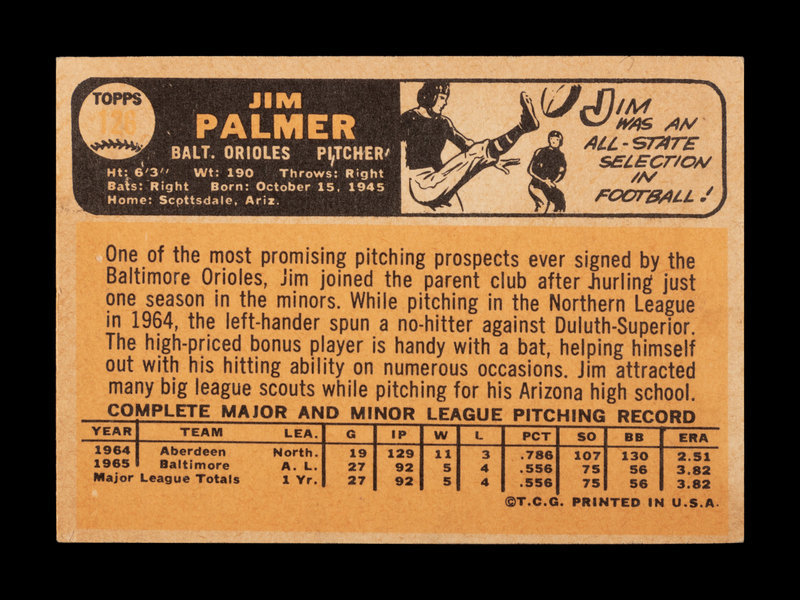 TOPPS
126
JIM
PALMER
BALT. ORIOLES PITCHER
Ht: 6'3" Wt: 190 Throws: Right
Bats: Right Born: October 15, 1945
Home: Scottsdale, Ariz.
JIM
WAS AN
ALL-STATE
SELECTION
IN
FOOTBALL!
One of the most promising pitching prospects ever signed by the
Baltimore Orioles, Jim joined the parent club after hurling just
one season in the minors. While pitching in the Northern League
in 1964, the left-hander spun a no-hitter against Duluth-Superior.
The high-priced bonus player is handy with a bat, helping himself
out with his hitting ability on numerous occasions. Jim attracted
many big league scouts while pitching for his Arizona high school.
COMPLETE MAJOR AND MINOR LEAGUE PITCHING RECORD
YEAR TEAM LEA. G IP W L PCT SO BB ERA
1964 Aberdeen North. 19 129 11 3 .786 107 130 2.51
1965 Baltimore A. L. 27 92 5 4 .556 75 56 3.82
Major League Totals 1 Yr. 27 92 5 4 .556 75 56 3.82
©T.C.G. PRINTED IN U.S.A.